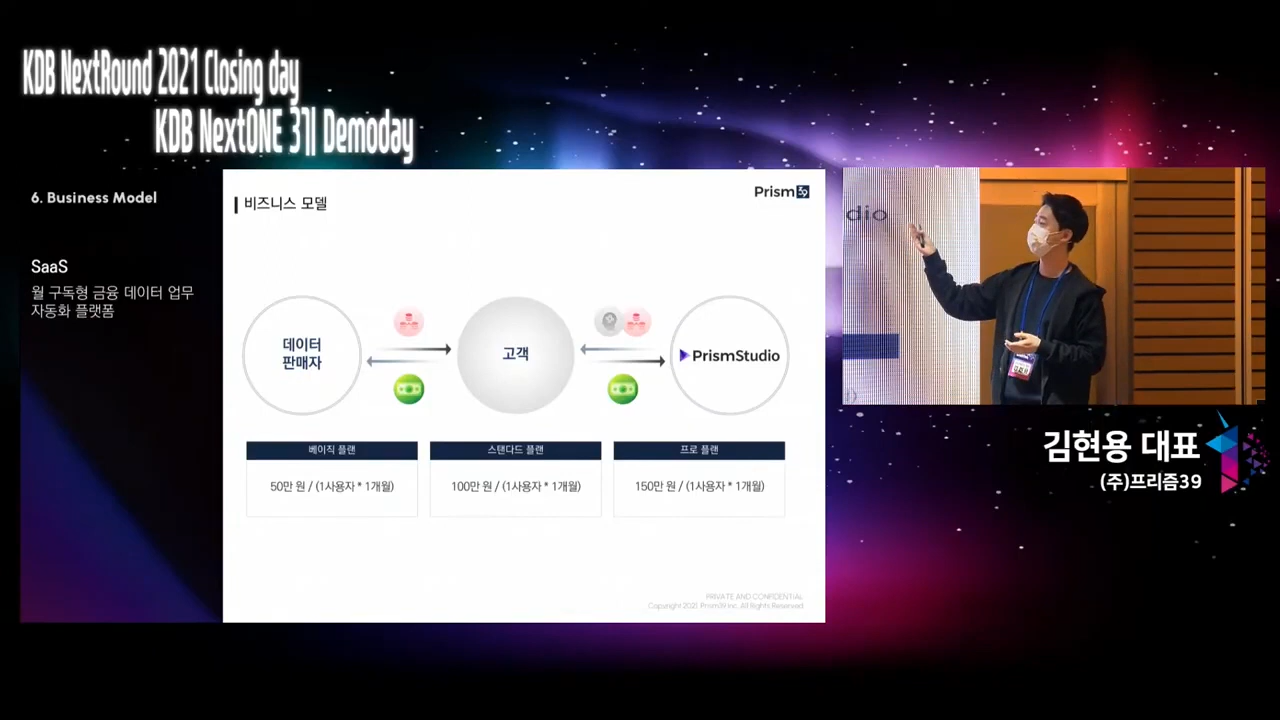 KDB NextRound 2021 Closing day
KDB NextONE 3기 Demoday
6. Business Model
SaaS
월 구독형 금융 데이터 업무
자동화 플랫폼
비즈니스 모델
Prism39
데이터
판매자
고객
PrismStudio
베이직 플랜
50만 원 / (1사용자 * 1개월)
스탠다드 플랜
100만 원 / (1사용자 * 1개월)
프로 플랜
150만 원 / (1사용자 * 1개월)
PRIVATE AND CONFIDENTIAL
Copyright 2021. Prism39 Inc. All Rights Reserved
dio
김현용 대표
(주)프리즘39